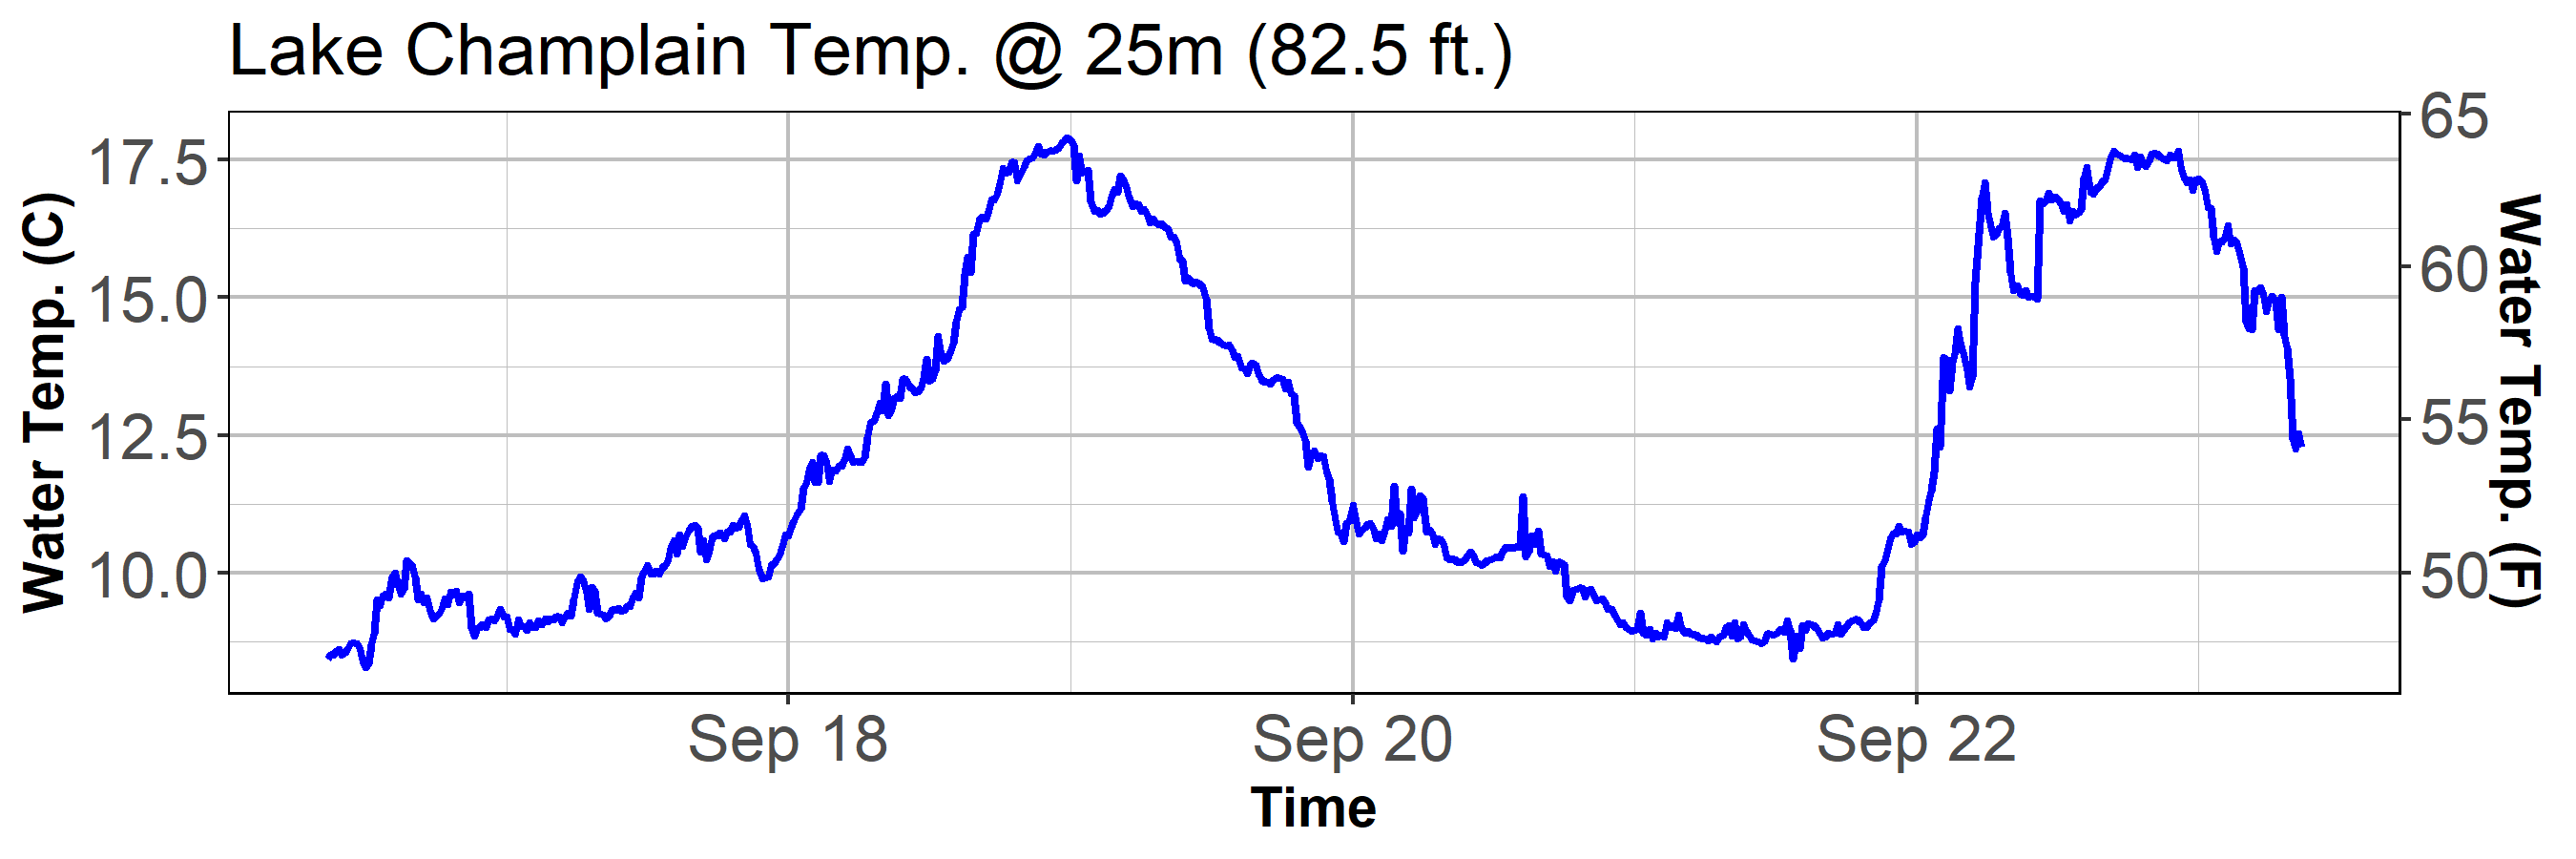 Lake Champlain Temp. @ 25m (82.5 ft.)
Water Temp. (C)
17.5
15.0
12.5
10.0
65
60
55
50
Water Temp. (F)
Sep 18
Sep 20
Sep 22
Time